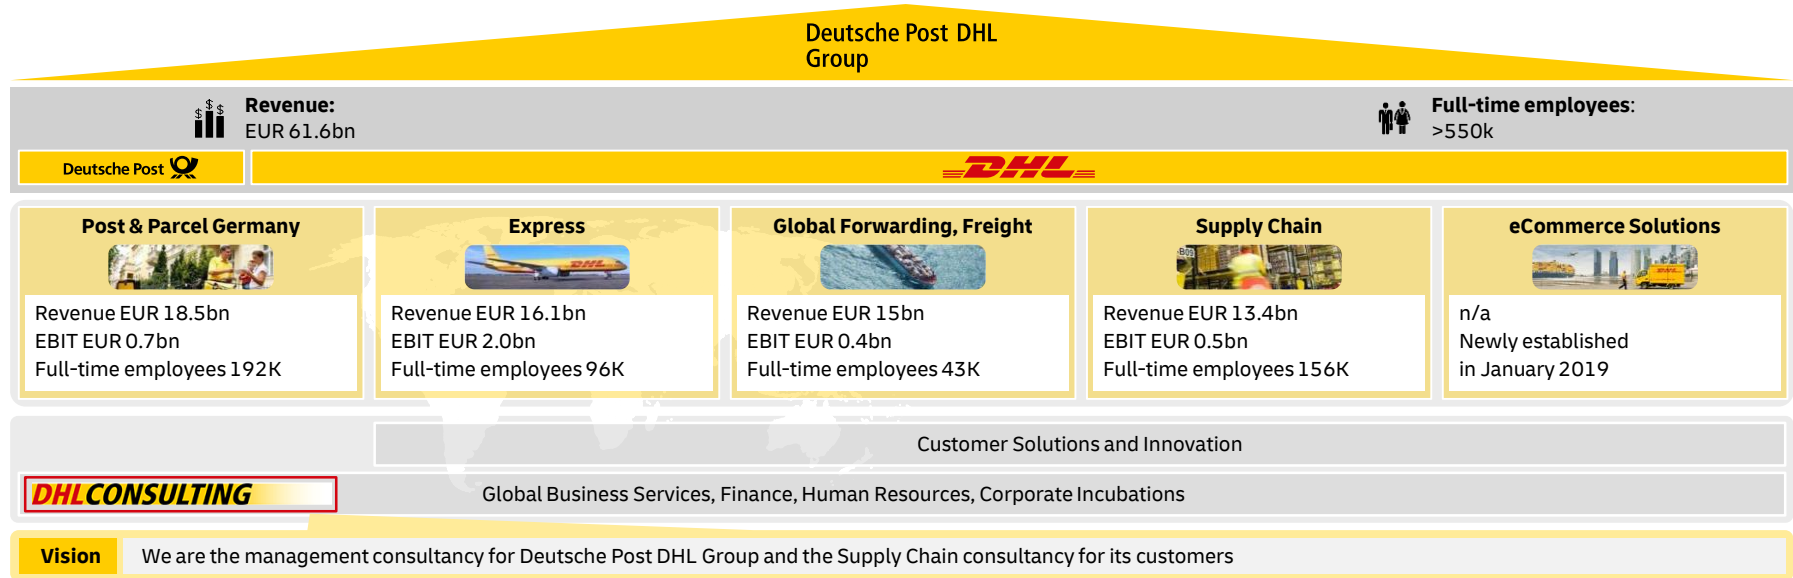 Deutsche Post DHL
Group
$ $ $
Revenue:
EUR 61.6bn
Full-time employees:
>550k
Deutsche Post
DHL
Post & Parcel Germany
Revenue EUR 18.5bn
EBIT EUR 0.7bn
Full-time employees 192K
Express
DHL
Revenue EUR 16.1bn
EBIT EUR 2.0bn
Full-time employees 96K
Global Forwarding, Freight
Revenue EUR 15bn
EBIT EUR 0.4bn
Full-time employees 43K
Supply Chain
B09
Revenue EUR 13.4bn
EBIT EUR 0.5bn
Full-time employees 156K
eCommerce Solutions
DHL
n/a
Newly established
in January 2019
Customer Solutions and Innovation
DHL CONSULTING
Global Business Services, Finance, Human Resources, Corporate Incubations
Vision
We are the management consultancy for Deutsche Post DHL Group and the Supply Chain consultancy for its customers